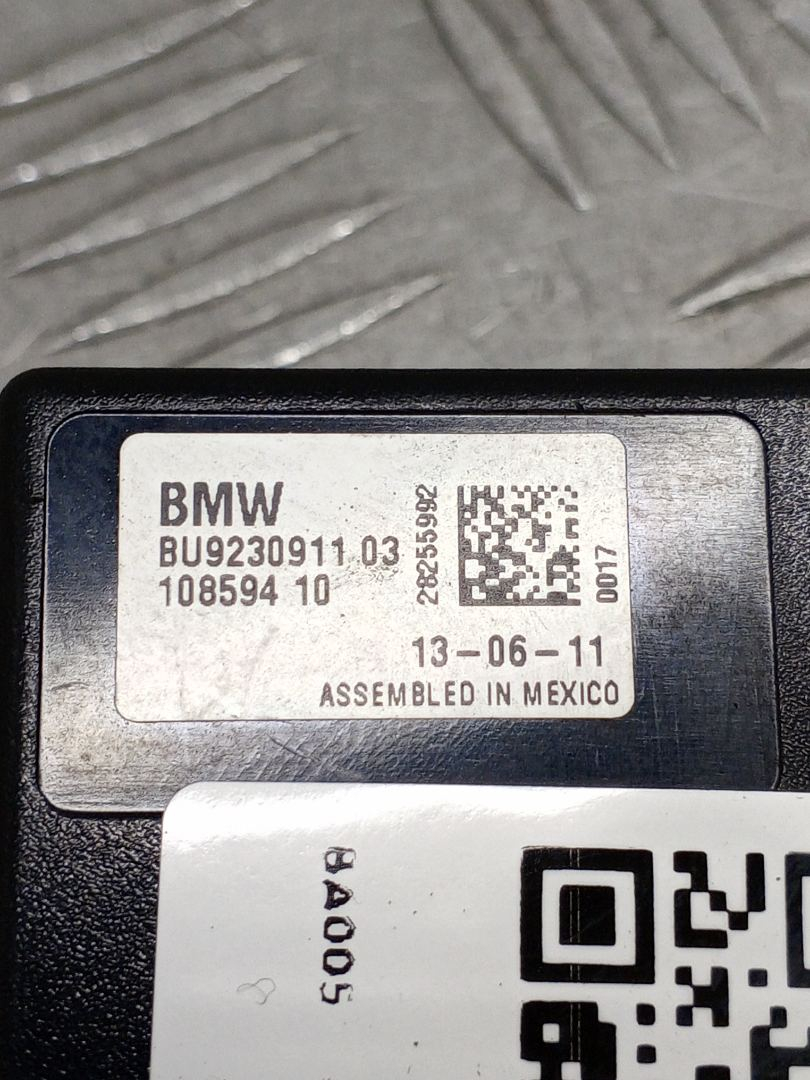 BMW
BU9230911 03
108594 10
28255992
0017
13-06-11
ASSEMBLED IN MEXICO
BA005